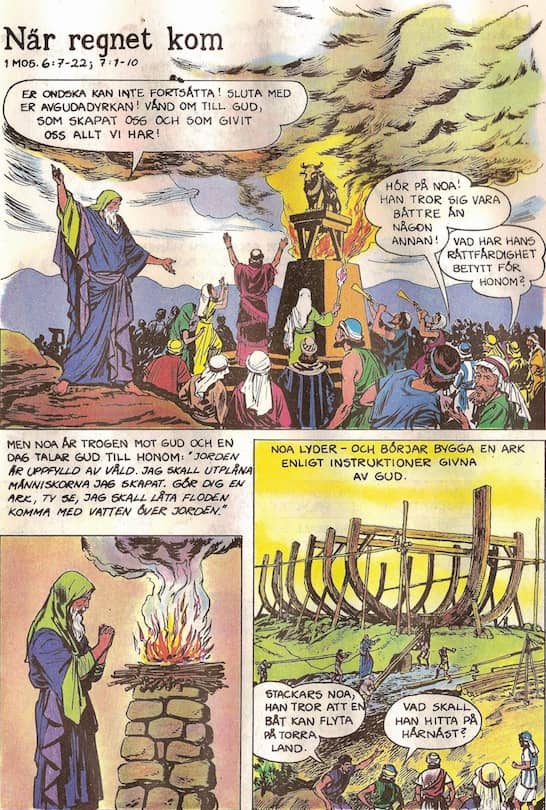 När regnet kom
1 MOS. 6:7-22; 7:1-10
ER ONDSKA KAN INTE FORTSÄTTA! SLUTA MED
ER AVGUDADYRKAN! VÄND OM TILL GUD,
SOM SKAPAT OSS OCH SOM GIVIT
OSS ALLT VI HAR!
HÖR PÅ NOA!
HAN TROR SIG VARA
BÄTTRE ÄN
NÅGON
ANNAN!
VAD HAR HANS
RÄTTFÄRDIGHET
BETYTT FÖR
HONOM?
MEN NOA ÄR TROGEN MOT GUD OCH EN
DAG TALAR GUD TILL HONOM: "JORDEN
ÄR UPPFYLLD AV VÅLD. JAG SKALL UTPLÅNA
MÄNNISKORNA JAG SKAPAT. GÖR DIG EN
ARK, TY SE, JAG SKALL LÅTA FLODEN
KOMMA MED VATTEN ÖVER JORDEN."
NOA LYDER – OCH BÖRJAR BYGGA EN ARK
ENLIGT INSTRUKTIONER GIVNA
AV GUD.
STACKARS NOA,
HAN TROR ATT EN
BÅT KAN FLYTA
PÅ TORRA
LAND.
VAD SKALL
HAN HITTA PÅ
HÄRNÄST?